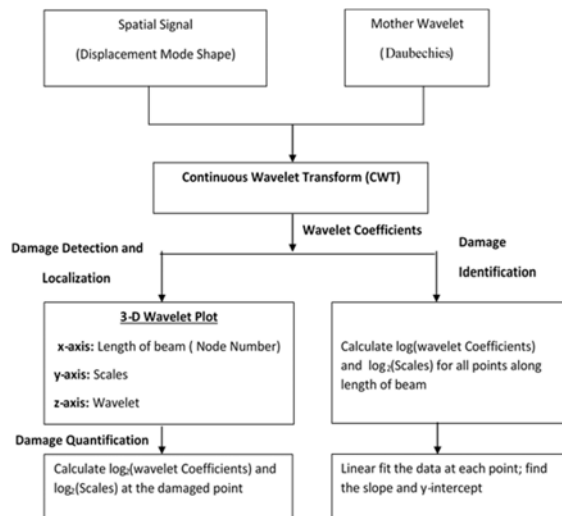 Spatial Signal
(Displacement Mode Shape)
Mother Wavelet
(Daubechies)
Continuous Wavelet Transform (CWT)
Wavelet Coefficients
Damage Detection and
Localization
Damage
Identification
3-D Wavelet Plot
x-axis: Length of beam ( Node Number)
y-axis: Scales
z-axis: Wavelet
Calculate log(wavelet Coefficients)
and log₂(Scales) for all points along
length of beam
Damage Quantification
Calculate log₂(wavelet Coefficients) and
log₂(Scales) at the damaged point
Linear fit the data at each point; find
the slope and y-intercept